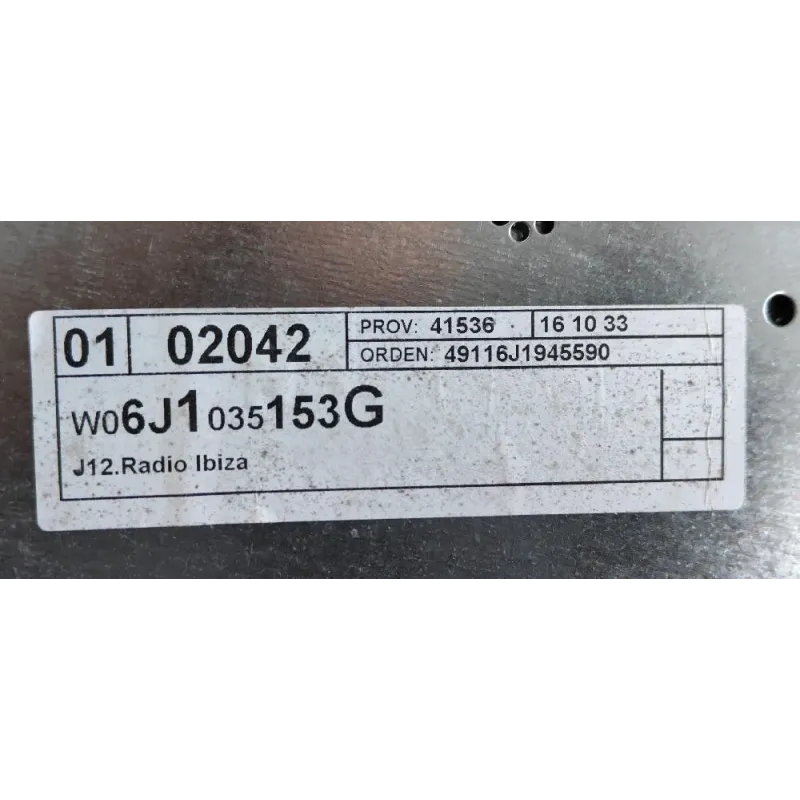 01 02042 PROV: 41536 16 10 33
ORDEN: 49116J1945590
W06J1035153G
J12.Radio Ibiza